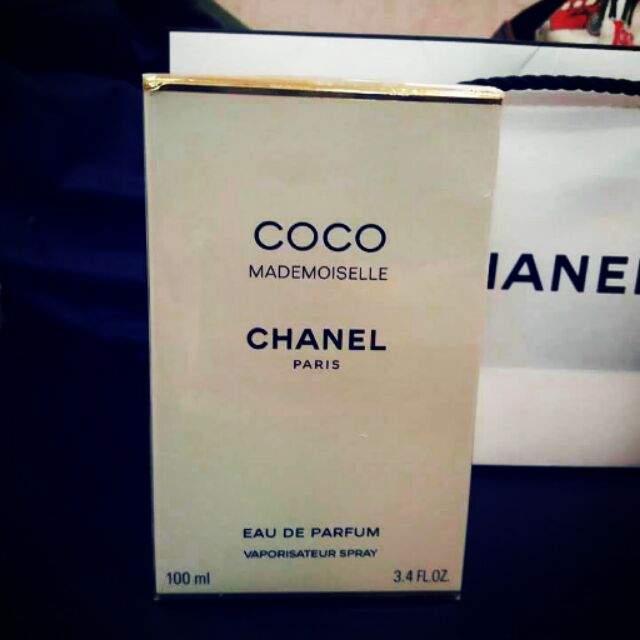 COCO
MADEMOISELLE
CHANEL
PARIS
EAU DE PARFUM
VAPORISATEUR SPRAY
100 ml 3.4 FL.OZ.
HANEL